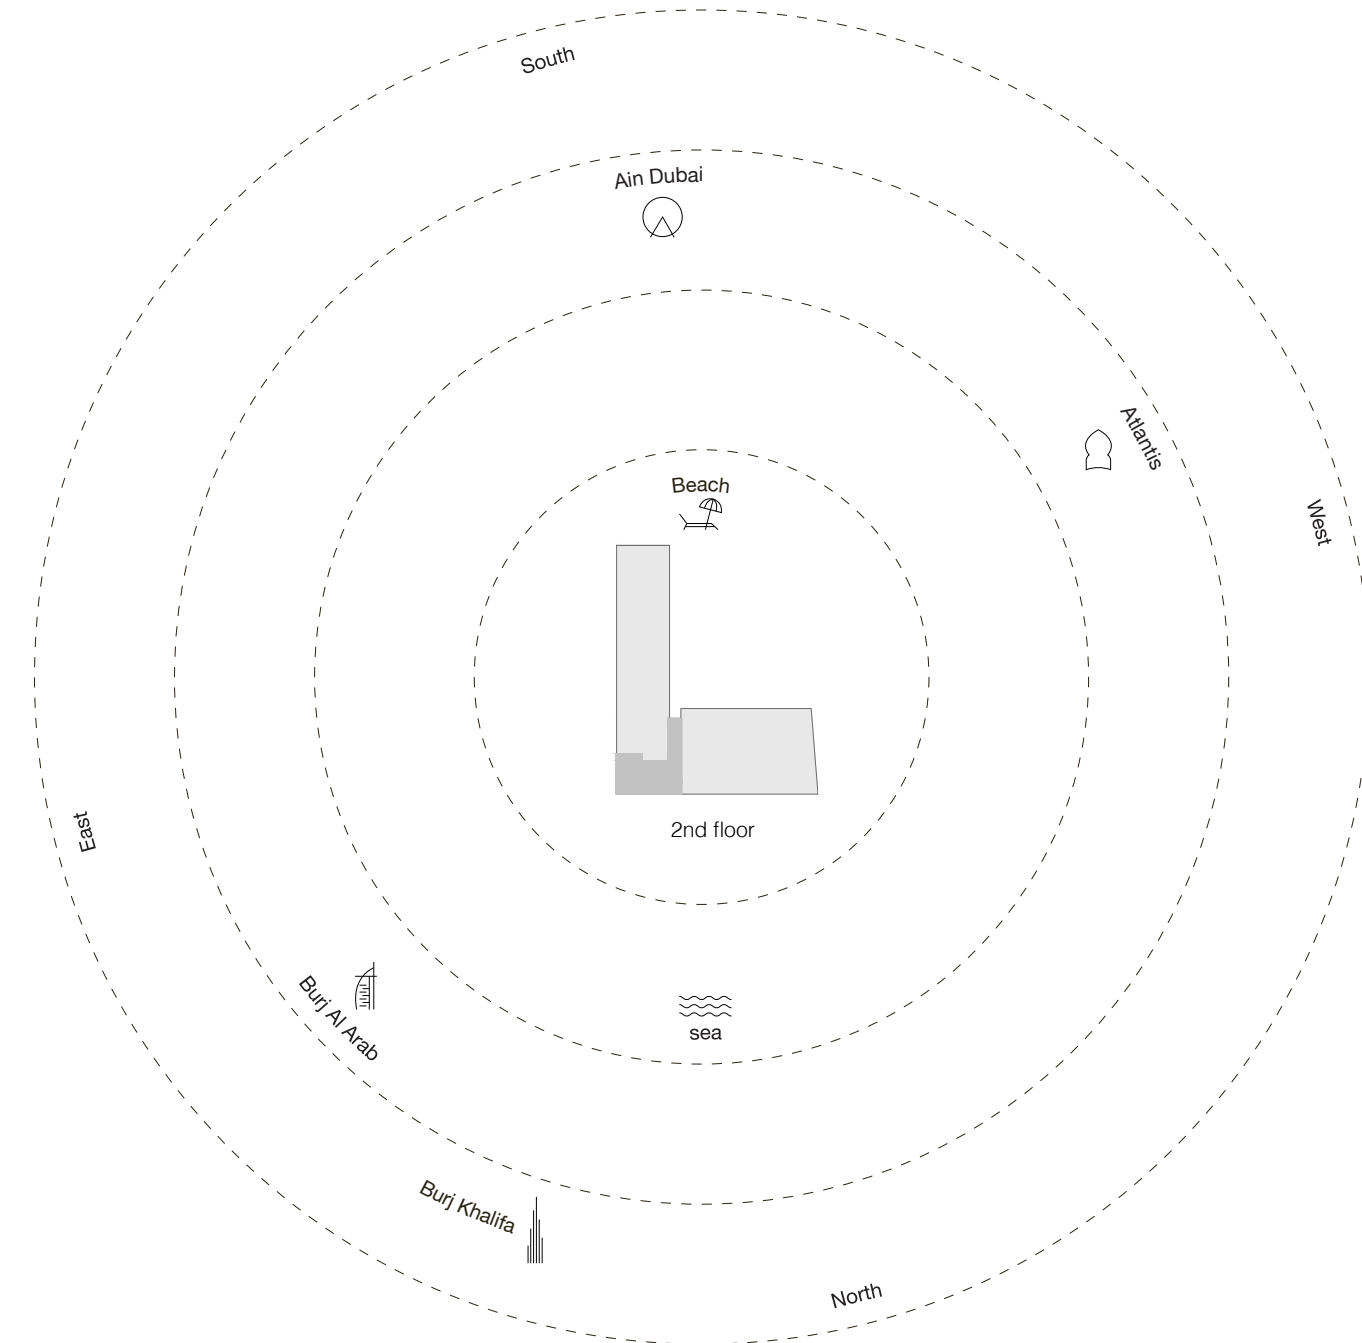 South
Ain Dubai
Atlantis
Beach
West
East
2nd floor
Burj Al Arab
sea
Burj Khalifa
North